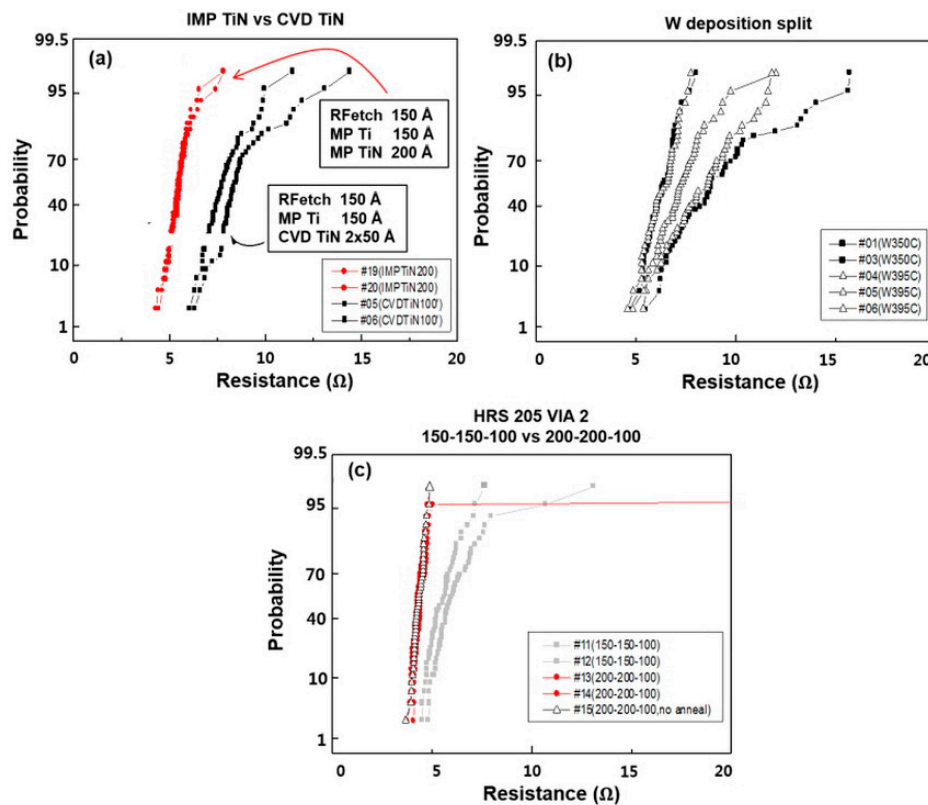 IMP TiN vs CVD TiN
99.5
95
70
40
10
1
Probability
(a)
RFetch 150 Å
MP Ti 150 Å
MP TiN 200 Å
RFetch 150 Å
MP Ti 150 Å
CVD TiN 2x50 Å
#19(IMPTiN200)
#20(IMPTiN200)
#05(CVDTiN100')
#06(CVDTiN100')
0 5 10 15 20
Resistance (Ω)
W deposition split
99.5
95
70
40
10
1
Probability
(b)
#01(W350C)
#03(W350C)
#04(W395C)
#05(W395C)
#06(W395C)
0 5 10 15 20
Resistance (Ω)
HRS 205 VIA 2
150-150-100 vs 200-200-100
99.5
95
70
40
10
1
Probability
(c)
#11(150-150-100)
#12(150-150-100)
#13(200-200-100)
#14(200-200-100)
#15(200-200-100,no anneal)
0 5 10 15 20
Resistance (Ω)